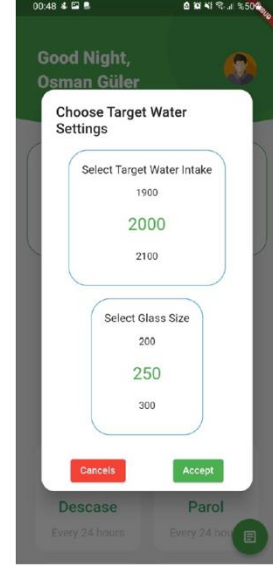 00:48
%50
Good Night,
Osman Güler
Choose Target Water
Settings
Select Target Water Intake
1900
2000
2100
Select Glass Size
200
250
300
Cancels
Accept
Descase
Parol
Every 24 hours
Every 24